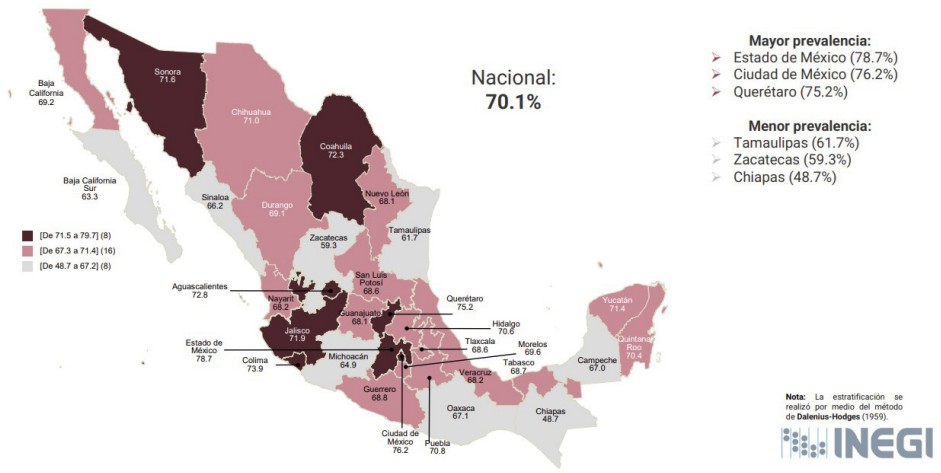 Nacional:
70.1%
Mayor prevalencia:
Estado de México (78.7%)
Ciudad de México (76.2%)
Querétaro (75.2%)
Menor prevalencia:
Tamaulipas (61.7%)
Zacatecas (59.3%)
Chiapas (48.7%)
Baja
California
69.2
Sonora
71.6
Chihuahua
71.0
Coahuila
72.3
Baja California
Sur
63.3
Sinaloa
66.2
Durango
69.1
Nuevo León
68.1
Zacatecas
59.3
Tamaulipas
61.7
[De 71.5 a 79.7] (8)
[De 67.3 a 71.4] (16)
[De 48.7 a 67.2] (8)
Aguascalientes
72.8
Nayarit
68.2
San Luis
Potosí
68.6
Guanajuato
68.1
Querétaro
75.2
Hidalgo
70.6
Jalisco
71.9
Estado de
México
78.7
Colima
73.9
Michoacán
64.9
Tlaxcala
68.6
Morelos
69.6
Tabasco
68.7
Veracruz
68.2
Campeche
67.0
Yucatán
71.4
Quintana
Roo
70.4
Guerrero
68.8
Oaxaca
67.1
Chiapas
48.7
Ciudad de
México
76.2
Puebla
70.8
Nota: La estratificación se
realizó por medio del método
de Dalenius-Hodges (1959).
INEGI